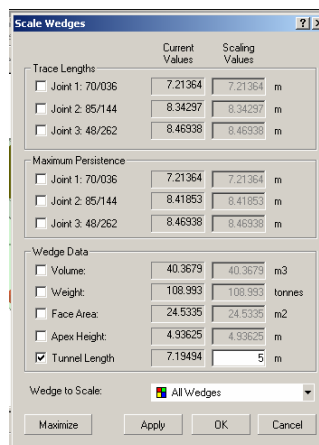 Scale Wedges
Current Values
Scaling Values
Trace Lengths
Joint 1: 70/036 7.21364 7.21364 m
Joint 2: 85/144 8.34297 8.34297 m
Joint 3: 48/262 8.46938 8.46938 m
Maximum Persistence
Joint 1: 70/036 7.21364 7.21364 m
Joint 2: 85/144 8.41853 8.41853 m
Joint 3: 48/262 8.46938 8.46938 m
Wedge Data
Volume: 40.3679 40.3679 m3
Weight: 108.993 108.993 tonnes
Face Area: 24.5335 24.5335 m2
Apex Height: 4.93625 4.93625 m
Tunnel Length 7.19494 5 m
Wedge to Scale: All Wedges
Maximize Apply OK Cancel